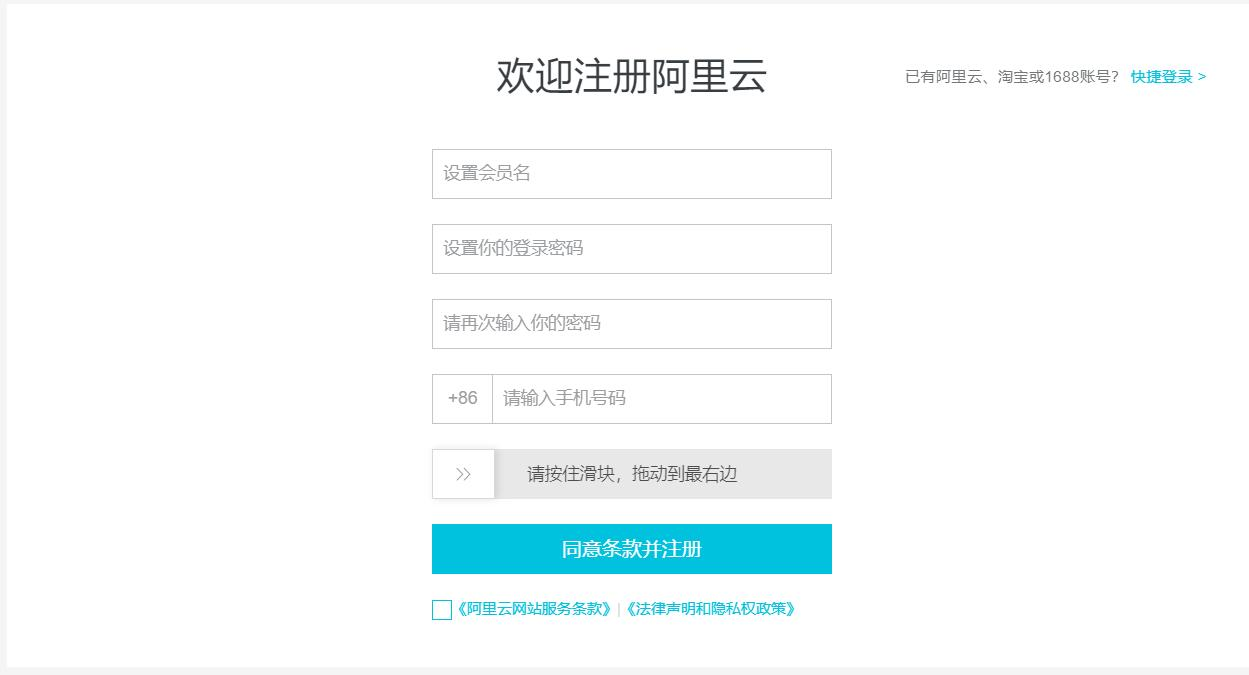 欢迎注册阿里云
已有阿里云、淘宝或1688账号? 快捷登录 >
设置会员名
设置你的登录密码
请再次输入你的密码
+86 请输入手机号码
>> 请按住滑块，拖动到最右边
同意条款并注册
《阿里云网站服务条款》 | 《法律声明和隐私权政策》